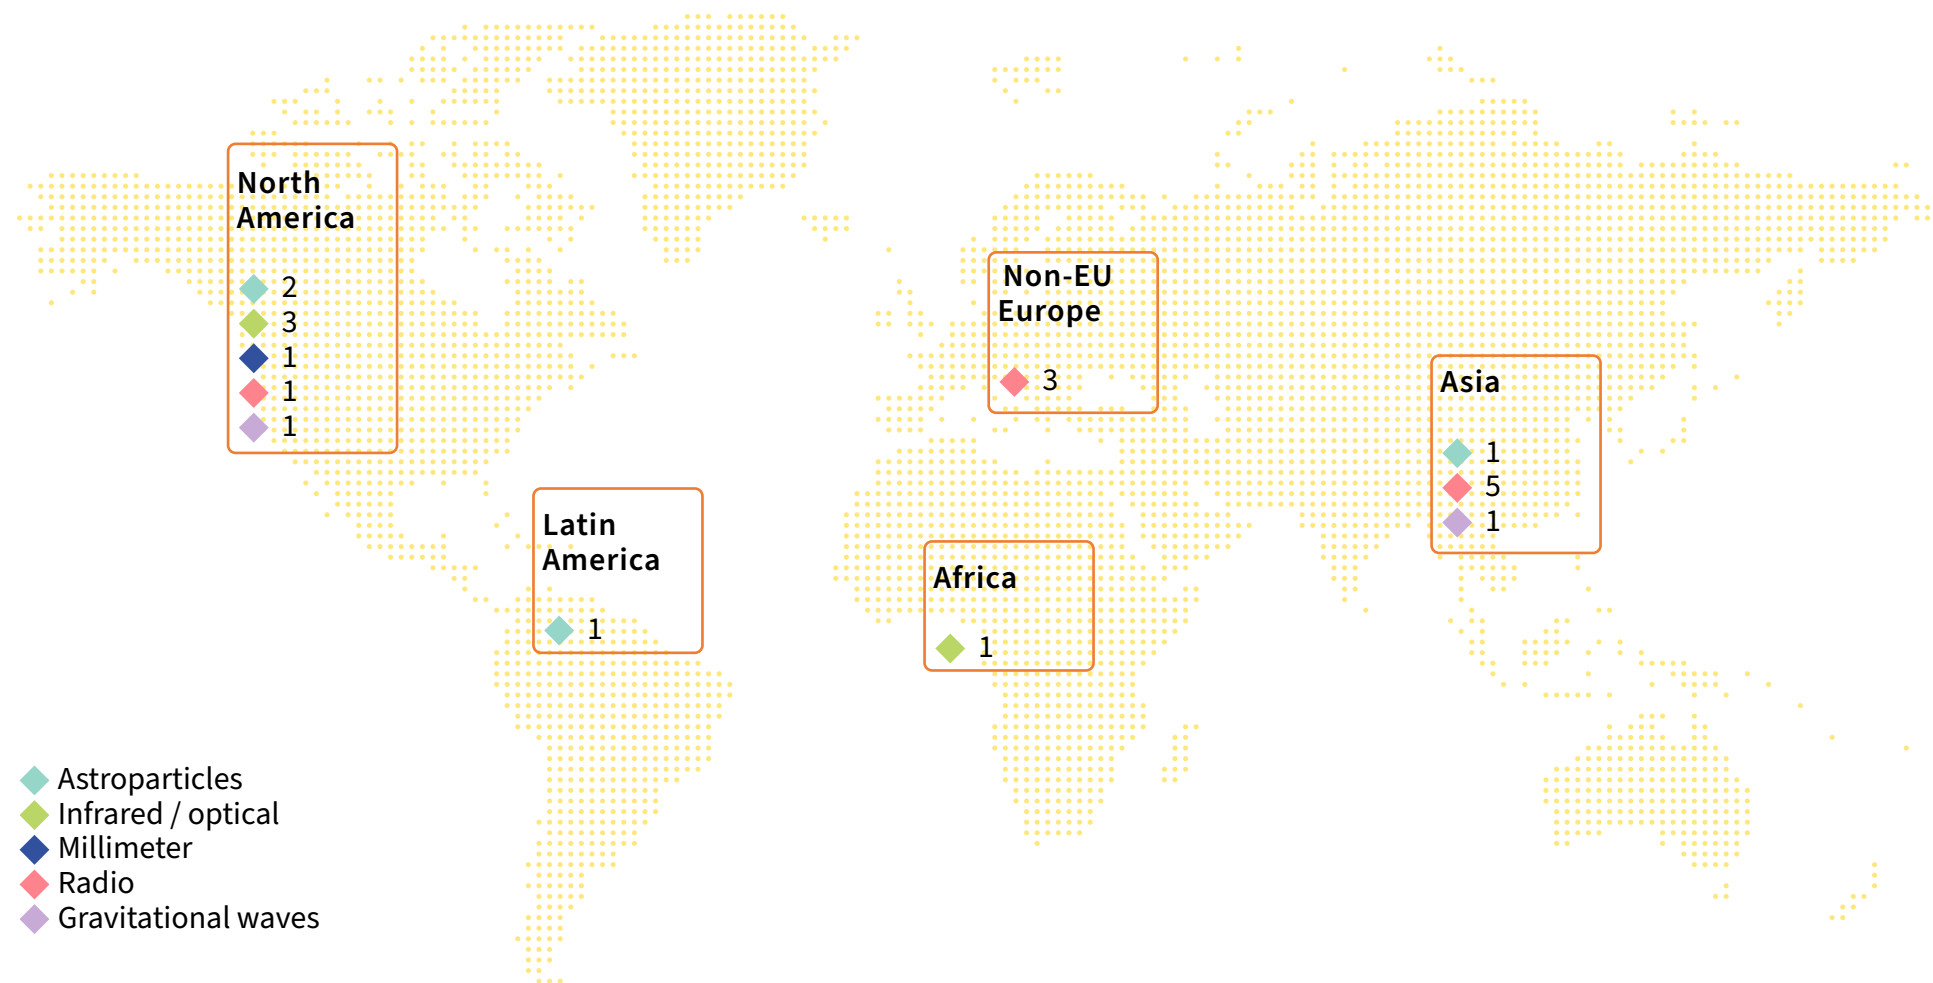 North
America
2
3
1
1
1
Non-EU
Europe
3
Asia
1
5
1
Latin
America
1
Africa
1
Astroparticles
Infrared / optical
Millimeter
Radio
Gravitational waves